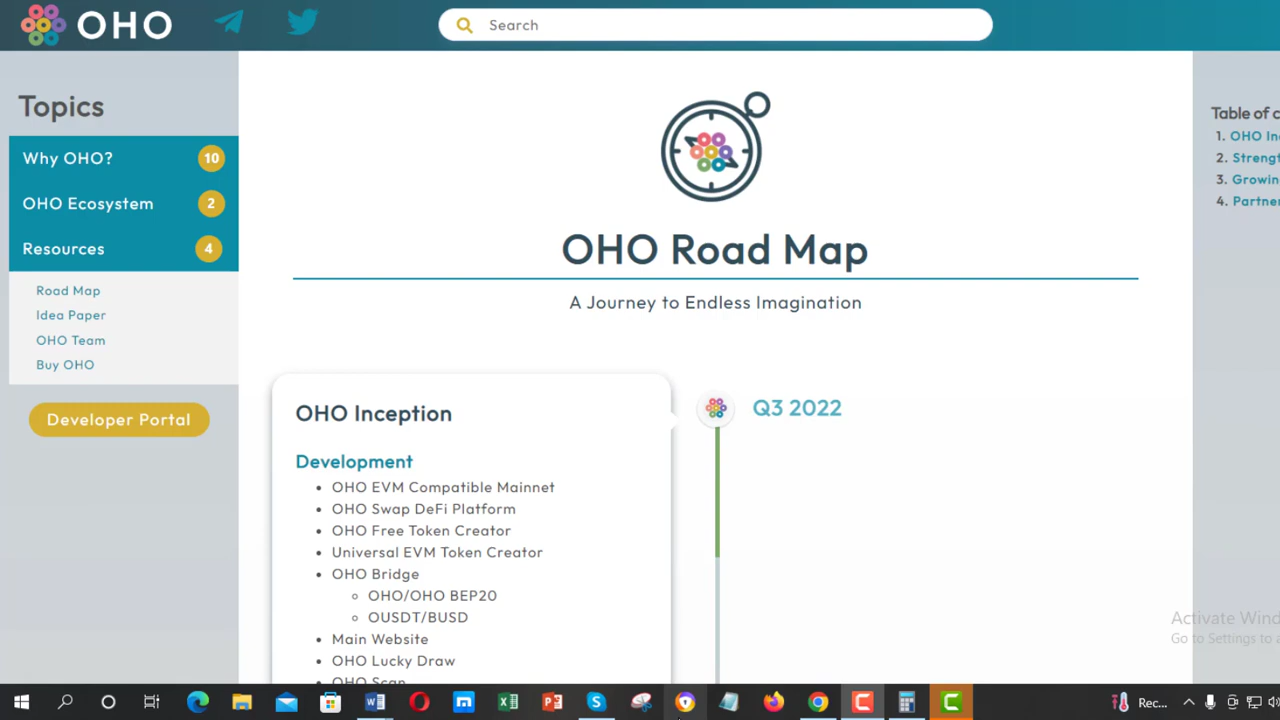 OHO
Search
Topics
Why OHO?
10
OHO Ecosystem
2
Resources
4
Road Map
Idea Paper
OHO Team
Buy OHO
Developer Portal
OHO Road Map
A Journey to Endless Imagination
OHO Inception
Q3 2022
Development
OHO EVM Compatible Mainnet
OHO Swap DeFi Platform
OHO Free Token Creator
Universal EVM Token Creator
OHO Bridge
OHO/OHO BEP20
OUSDT/BUSD
Main Website
OHO Lucky Draw
OHO Scan
Table of c
1. OHO In
2. Strengt
3. Growin
4. Partner
Activate Wind
Go to Settings to a
Rec...